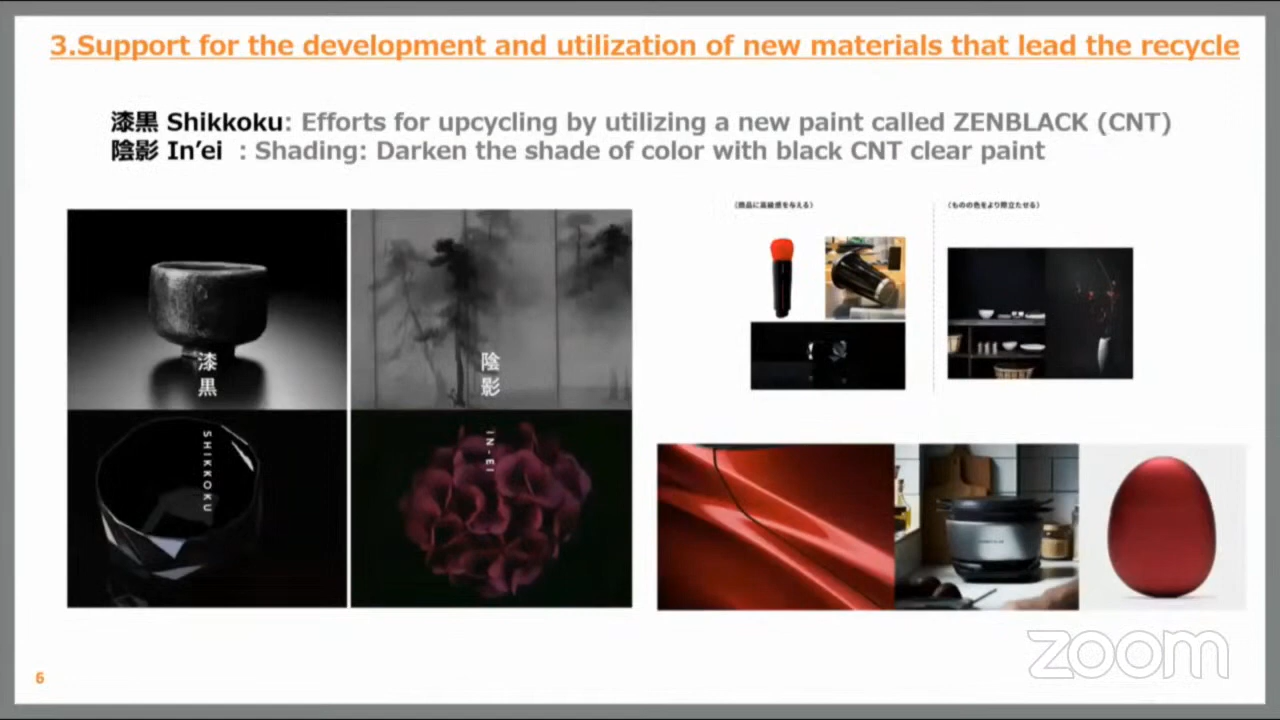 3.Support for the development and utilization of new materials that lead the recycle
漆黒 Shikkoku: Efforts for upcycling by utilizing a new paint called ZENBLACK (CNT)
陰影 In'ei : Shading: Darken the shade of color with black CNT clear paint
(商品に高級感を与える)
(ものの色をより際立たせる)
漆黒
陰影
SHIKKOKU
IN-EI
6
zoom